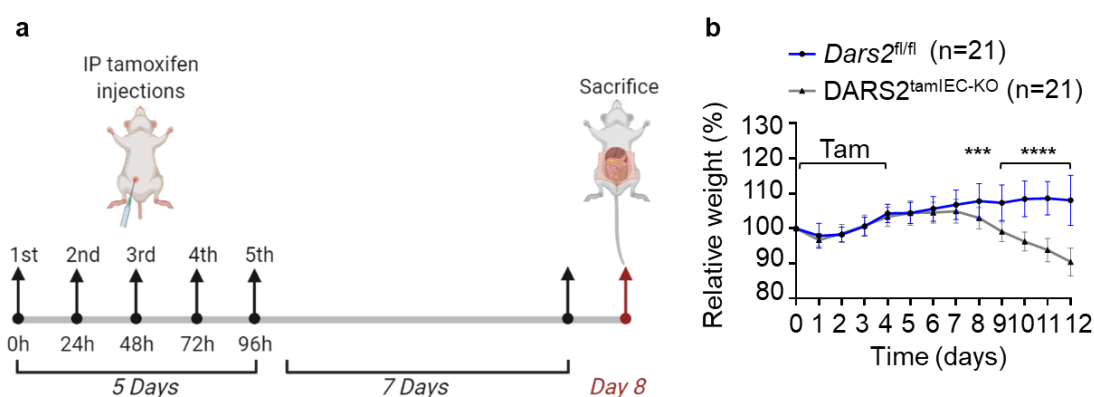 a
IP tamoxifen
injections
Sacrifice
1st 2nd 3rd 4th 5th
0h 24h 48h 72h 96h
5 Days 7 Days Day 8
b
Dars2fl/fl (n=21)
DARS2tamIEC-KO (n=21)
Relative weight (%)
130
120
110
100
90
80
Tam *** ****
0 1 2 3 4 5 6 7 8 9 10 11 12
Time (days)